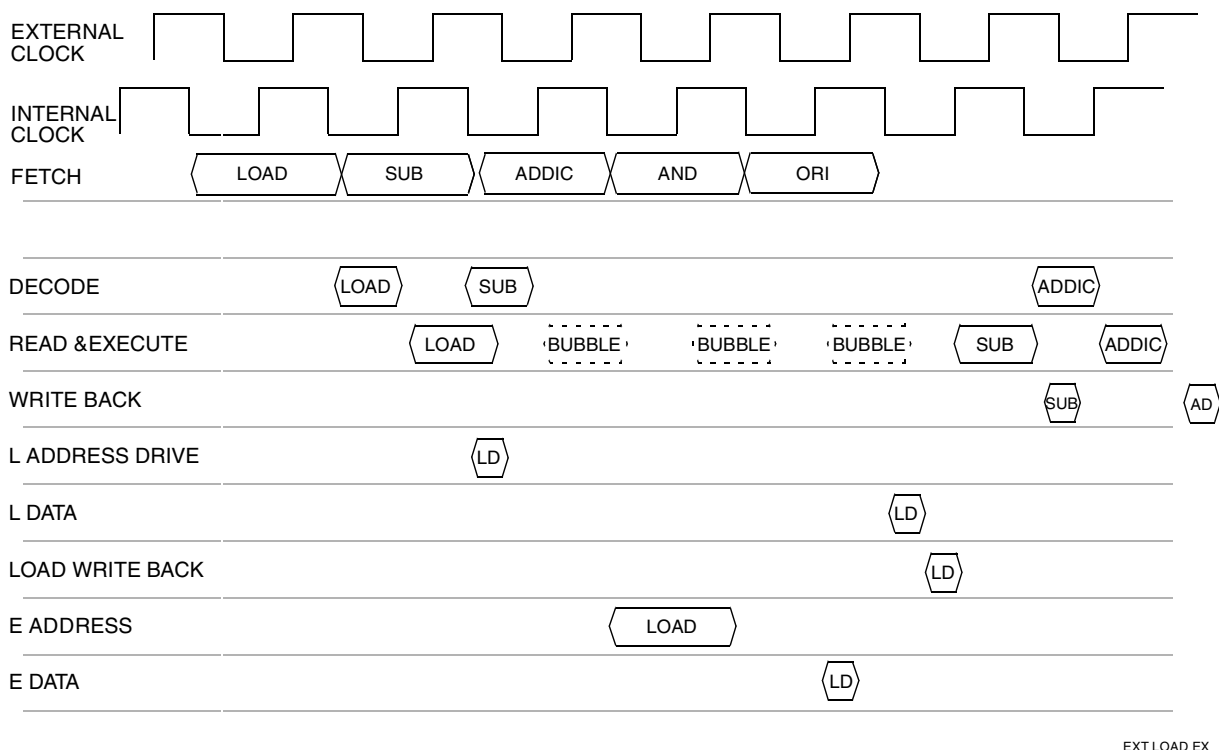 EXTERNAL
CLOCK
INTERNAL
CLOCK
FETCH LOAD SUB ADDIC AND ORI
DECODE LOAD SUB ADDIC
READ &EXECUTE LOAD BUBBLE BUBBLE BUBBLE SUB ADDIC
WRITE BACK SUB AD
L ADDRESS DRIVE LD
L DATA LD
LOAD WRITE BACK LD
E ADDRESS LOAD
E DATA LD
EXT LOAD EX